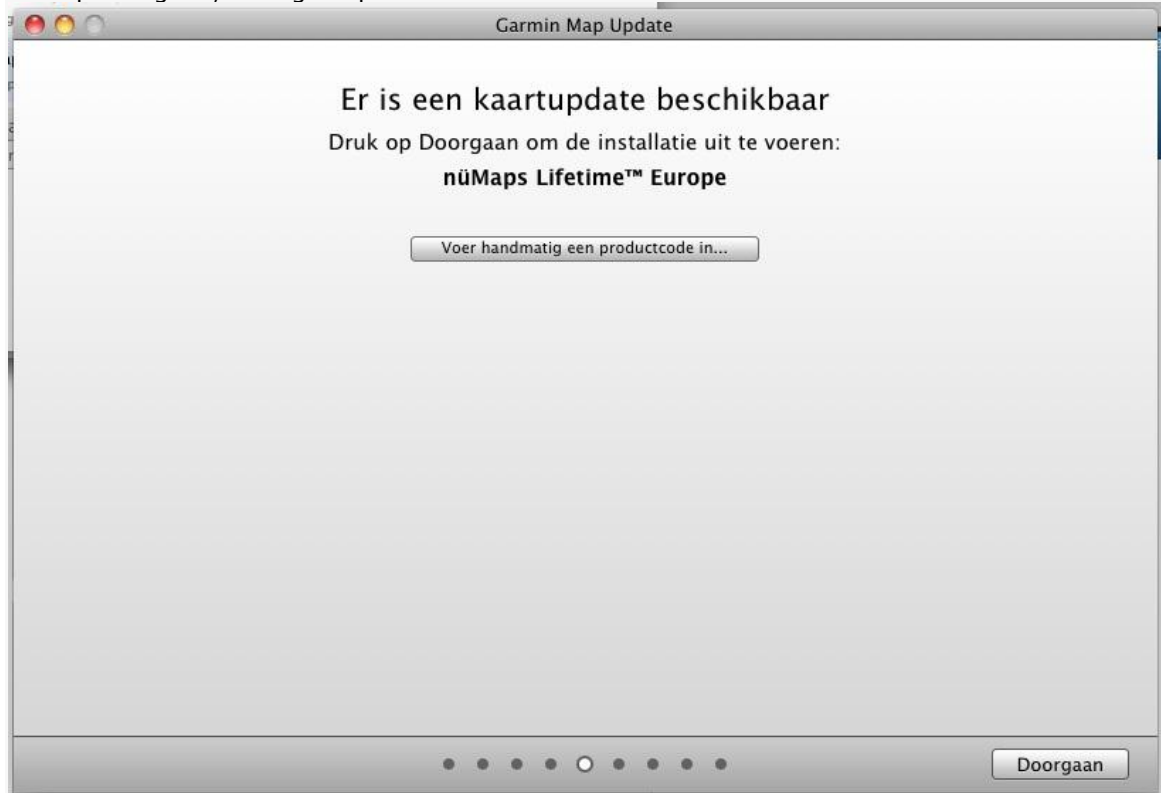 Garmin Map Update
Er is een kaartupdate beschikbaar
Druk op Doorgaan om de installatie uit te voeren:
nüMaps Lifetime™ Europe
Voer handmatig een productcode in...
Doorgaan